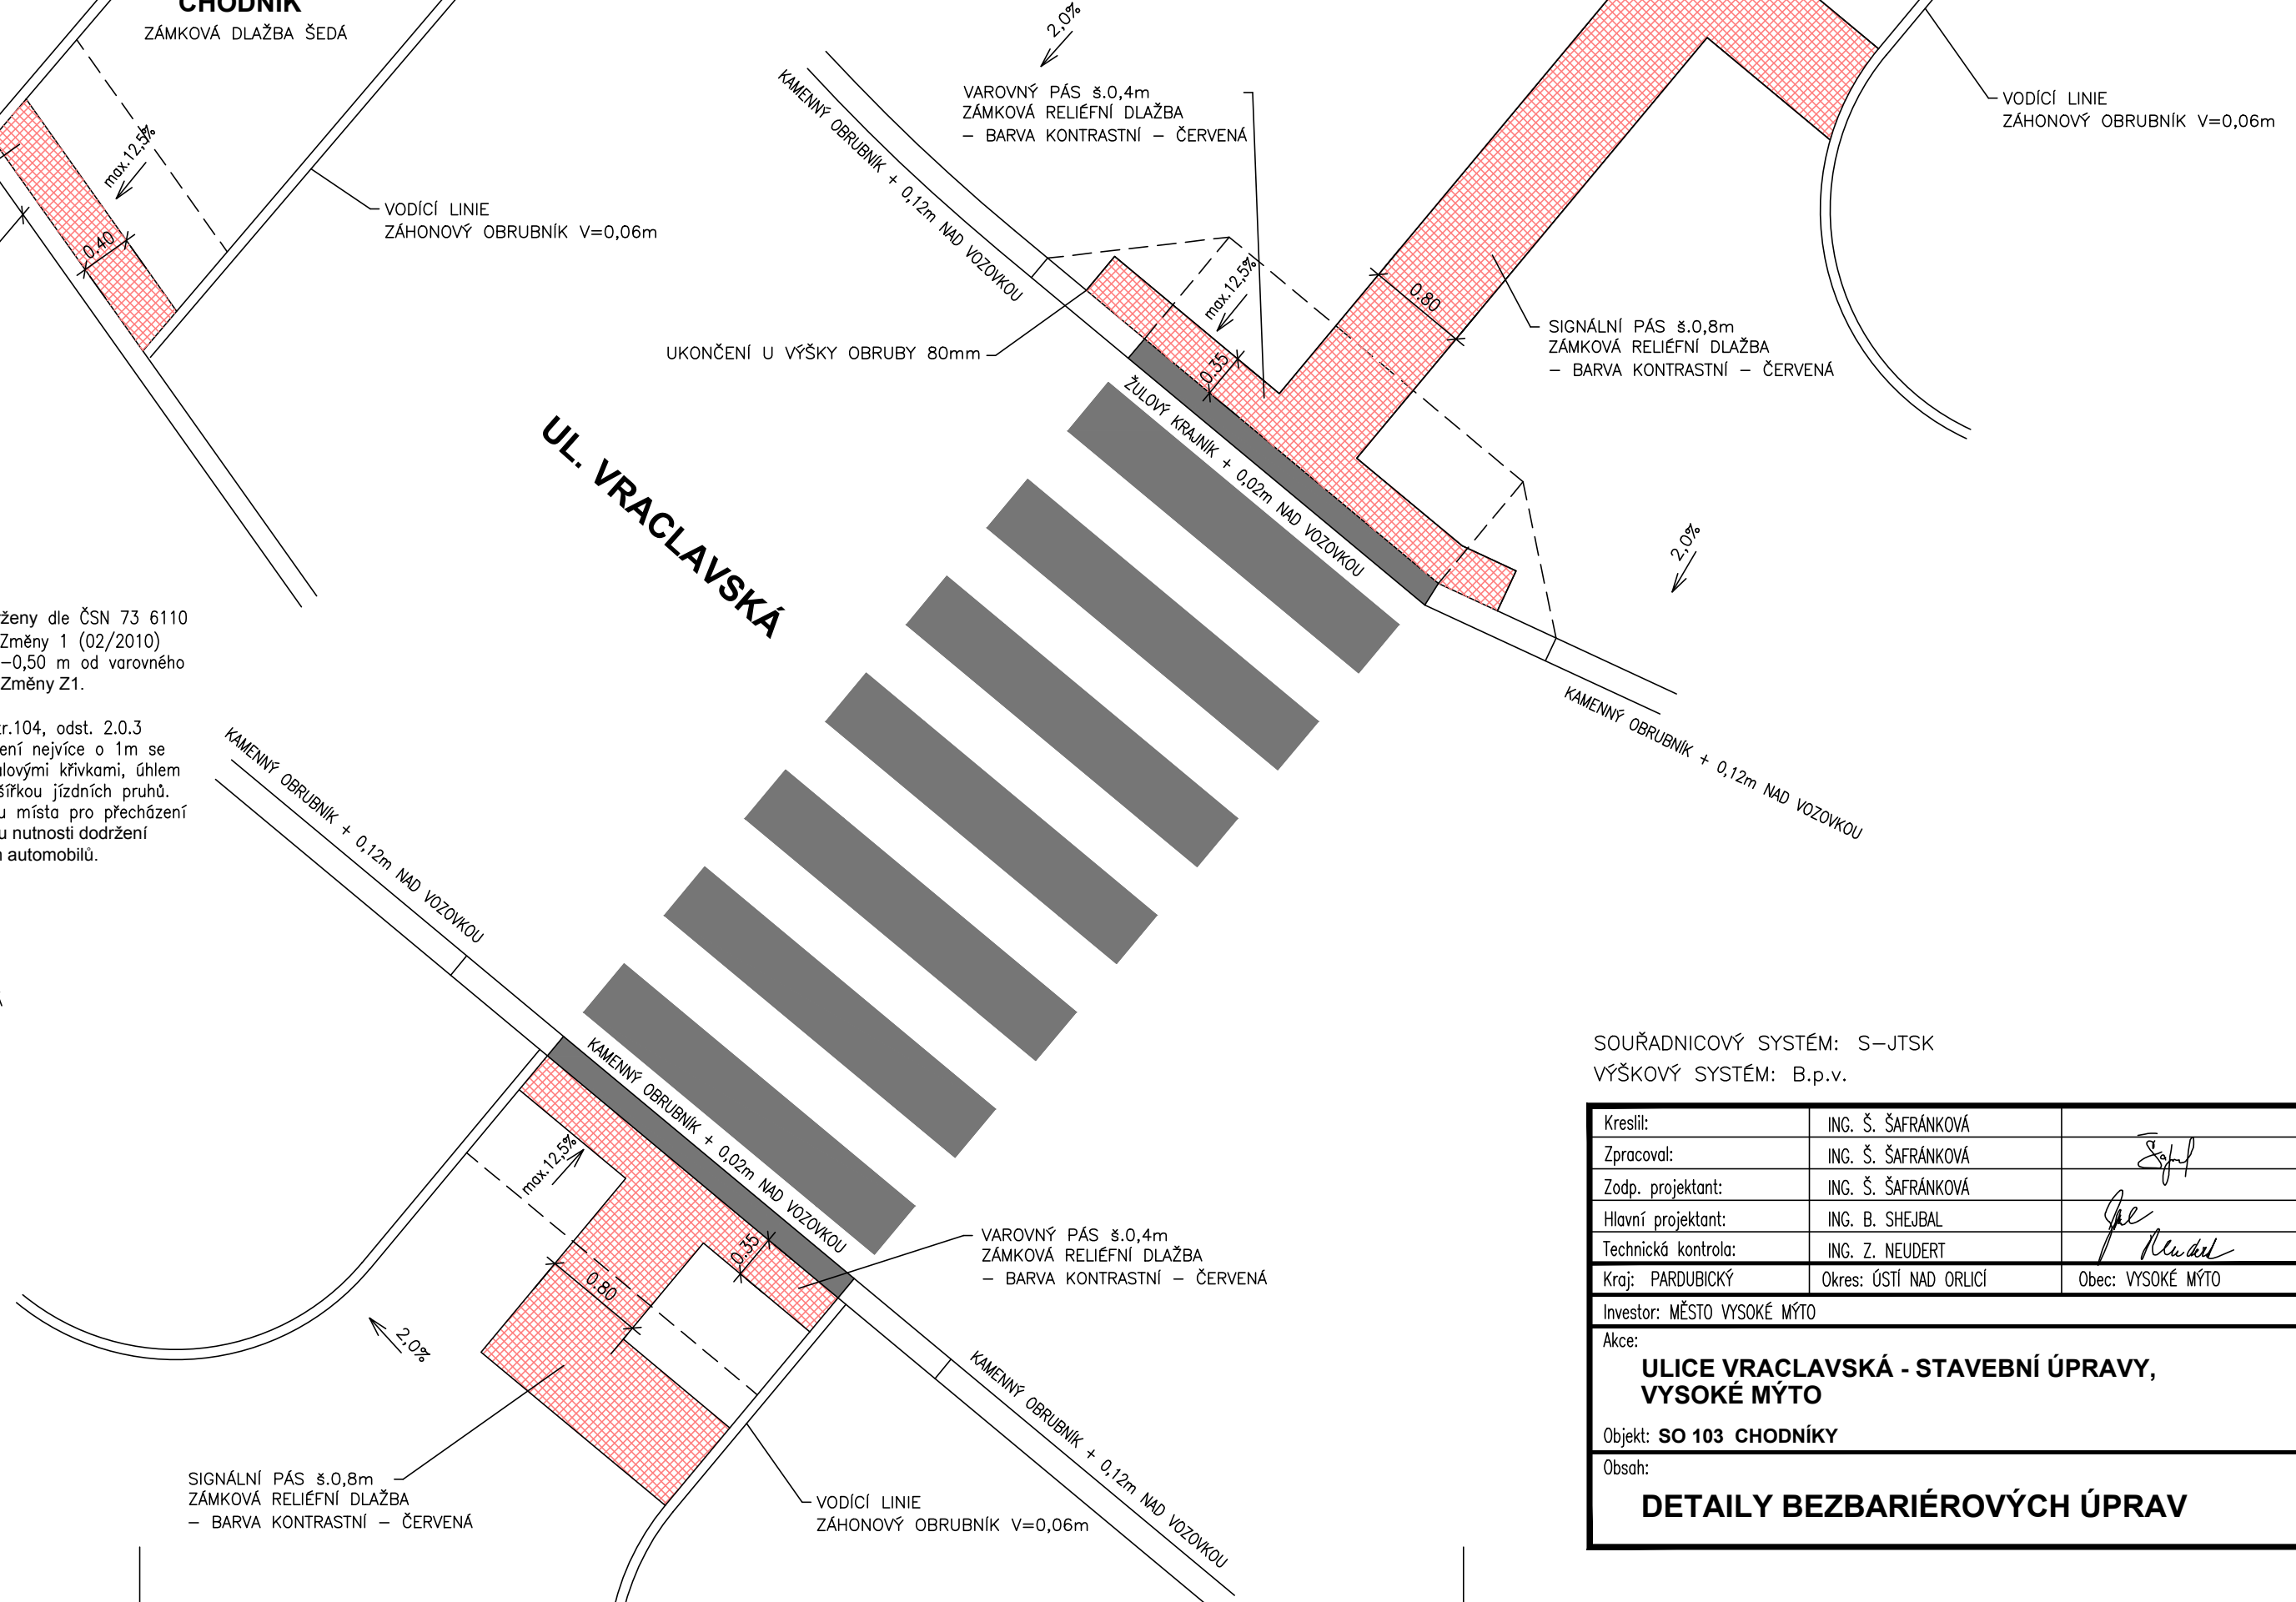 CHODNÍK
ZÁMKOVÁ DLAŽBA ŠEDÁ
max.12,5%
0.40
VODÍCÍ LINIE
ZÁHONOVÝ OBRUBNÍK V=0,06m
2,0%
KAMENNÝ OBRUBNÍK + 0,12m NAD VOZOVKOU
VAROVNÝ PÁS š.0,4m
ZÁMKOVÁ RELIÉFNÍ DLAŽBA
– BARVA KONTRASTNÍ – ČERVENÁ
VODÍCÍ LINIE
ZÁHONOVÝ OBRUBNÍK V=0,06m
max.12,5%
0.80
0.35
UKONČENÍ U VÝŠKY OBRUBY 80mm
SIGNÁLNÍ PÁS š.0,8m
ZÁMKOVÁ RELIÉFNÍ DLAŽBA
– BARVA KONTRASTNÍ – ČERVENÁ
ŽULOVÝ KRAJNÍK + 0,02m NAD VOZOVKOU
UL. VRACLAVSKÁ
2,0%
KAMENNÝ OBRUBNÍK + 0,12m NAD VOZOVKOU
ženy dle ČSN 73 6110
Změny 1 (02/2010)
–0,50 m od varovného
Změny Z1.
r.104, odst. 2.0.3
ení nejvíce o 1m se
lovými křivkami, úhlem
šířkou jízdních pruhů.
u místa pro přecházení
u nutnosti dodržení
automobilů.
KAMENNÝ OBRUBNÍK + 0,12m NAD VOZOVKOU
KAMENNÝ OBRUBNÍK + 0,02m NAD VOZOVKOU
max.12,5%
0.35
0.80
2,0%
VAROVNÝ PÁS š.0,4m
ZÁMKOVÁ RELIÉFNÍ DLAŽBA
– BARVA KONTRASTNÍ – ČERVENÁ
KAMENNÝ OBRUBNÍK + 0,12m NAD VOZOVKOU
SIGNÁLNÍ PÁS š.0,8m
ZÁMKOVÁ RELIÉFNÍ DLAŽBA
– BARVA KONTRASTNÍ – ČERVENÁ
VODÍCÍ LINIE
ZÁHONOVÝ OBRUBNÍK V=0,06m
SOUŘADNICOVÝ SYSTÉM: S–JTSK
VÝŠKOVÝ SYSTÉM: B.p.v.
Kreslil: ING. Š. ŠAFRÁNKOVÁ
Zpracoval: ING. Š. ŠAFRÁNKOVÁ
Zodp. projektant: ING. Š. ŠAFRÁNKOVÁ
Hlavní projektant: ING. B. SHEJBAL
Technická kontrola: ING. Z. NEUDERT
Kraj: PARDUBICKÝ Okres: ÚSTÍ NAD ORLICÍ Obec: VYSOKÉ MÝTO
Investor: MĚSTO VYSOKÉ MÝTO
Akce:
ULICE VRACLAVSKÁ - STAVEBNÍ ÚPRAVY,
VYSOKÉ MÝTO
Objekt: SO 103 CHODNÍKY
Obsah:
DETAILY BEZBARIÉROVÝCH ÚPRAV